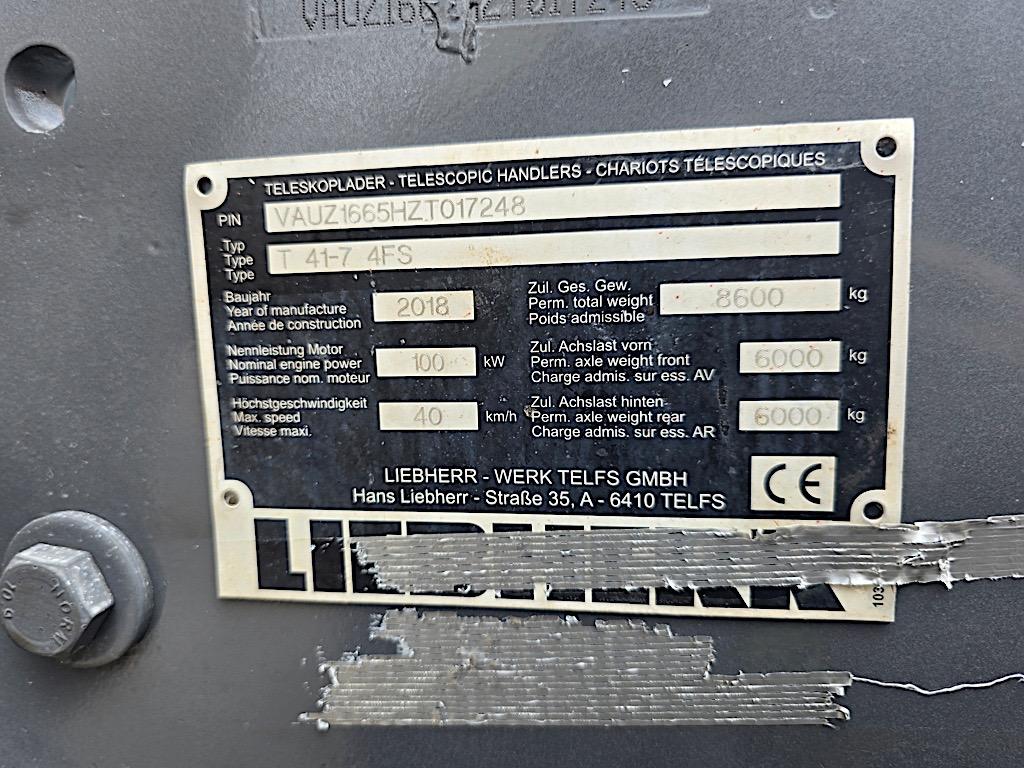 TELESKOPLADER - TELESCOPIC HANDLERS - CHARIOTS TÉLESCOPIQUES
PIN VAUZ1665HZT017248
Typ
Type T 41-7 4FS
Type
Baujahr
Year of manufacture 2018
Année de construction
Zul. Ges. Gew.
Perm. total weight 8600 kg
Poids admissible
Nennleistung Motor
Nominal engine power 100 kW
Puissance nom. moteur
Zul. Achslast vorn
Perm. axle weight front 6000 kg
Charge admis. sur ess. AV
Höchstgeschwindigkeit
Max. speed 40 km/h
Vitesse maxi.
Zul. Achslast hinten
Perm. axle weight rear 6000 kg
Charge admis. sur ess. AR
LIEBHERR - WERK TELFS GMBH
Hans Liebherr - Straße 35, A - 6410 TELFS
CE
LIEBHERR